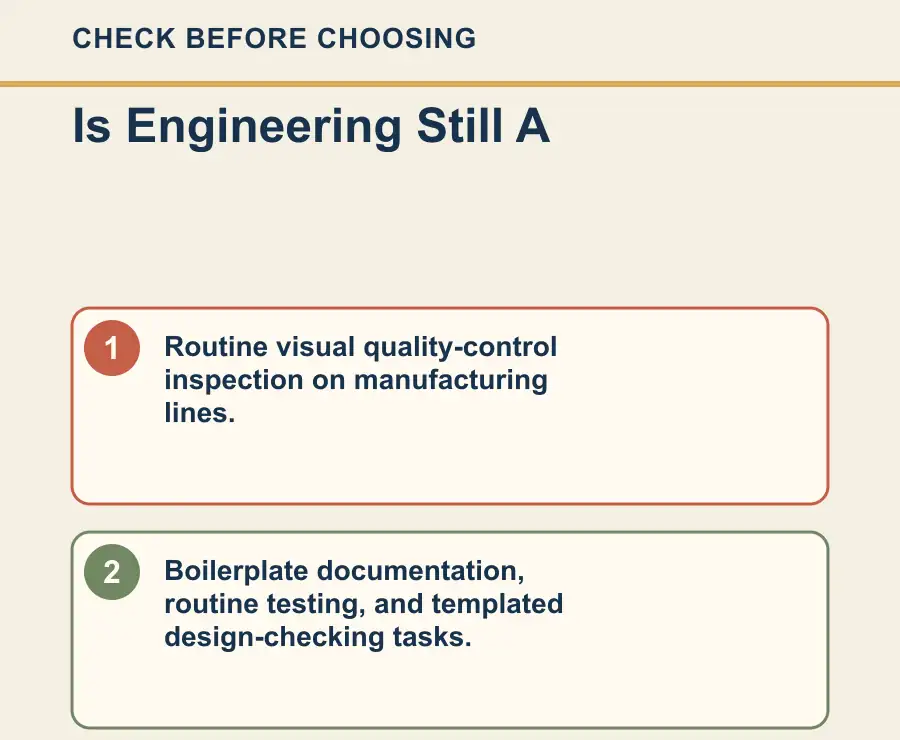 CHECK BEFORE CHOOSING
Is Engineering Still A
1
Routine visual quality-control
inspection on manufacturing
lines.
2
Boilerplate documentation,
routine testing, and templated
design-checking tasks.